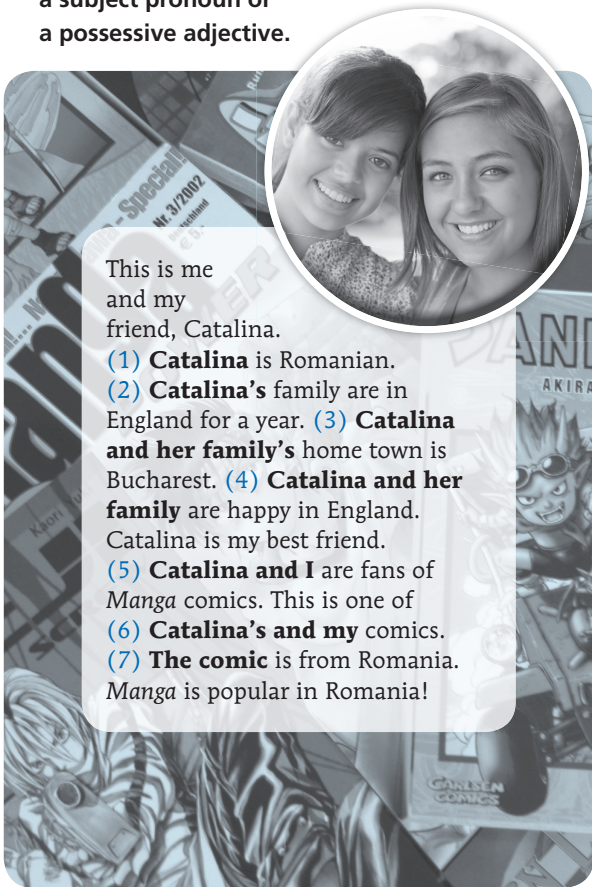 a subject pronoun or
a possessive adjective.
This is me
and my
friend, Catalina.
(1) Catalina is Romanian.
(2) Catalina's family are in
England for a year. (3) Catalina
and her family's home town is
Bucharest. (4) Catalina and her
family are happy in England.
Catalina is my best friend.
(5) Catalina and I are fans of
Manga comics. This is one of
(6) Catalina's and my comics.
(7) The comic is from Romania.
Manga is popular in Romania!
Special!
Nr. 3/2002
AKIRA
CARLSEN
COMICS